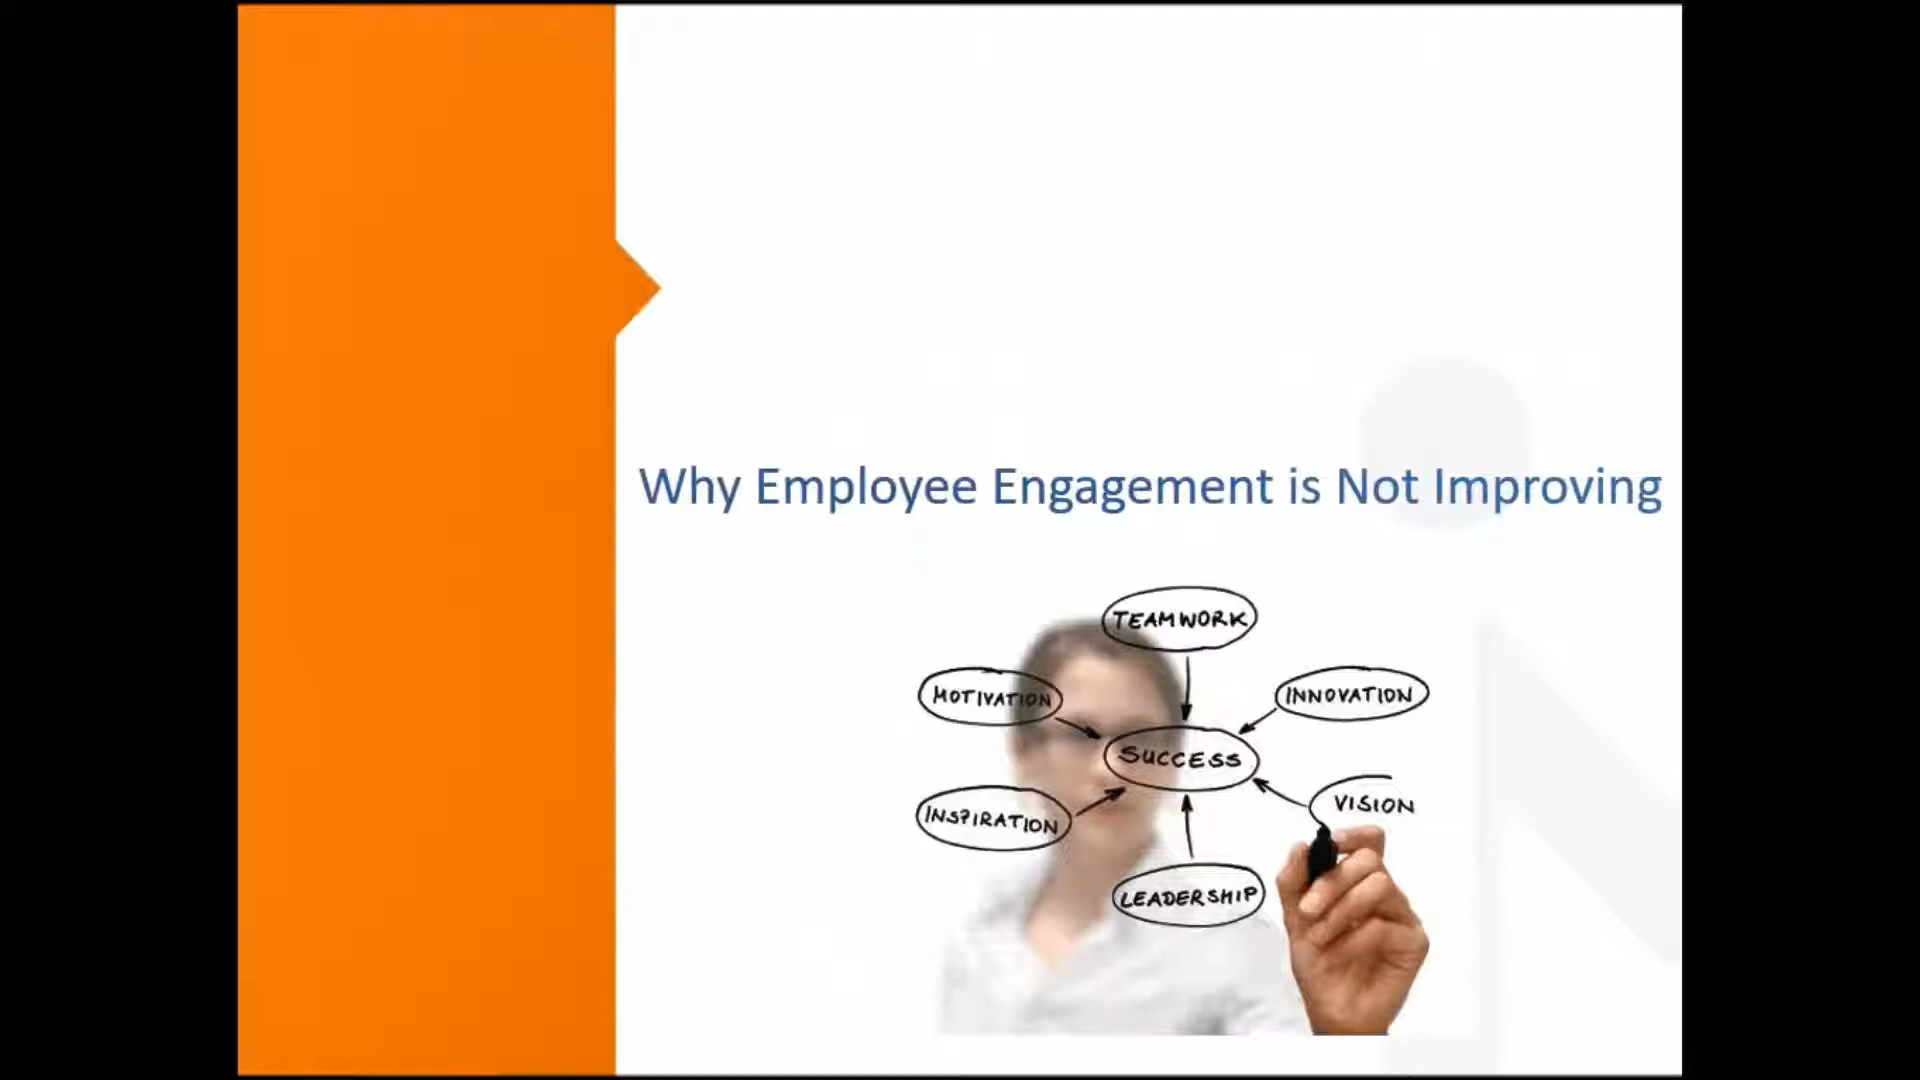 Why Employee Engagement is Not Improving
TEAMWORK
MOTIVATION
INNOVATION
SUCCESS
INSPIRATION
VISION
LEADERSHIP